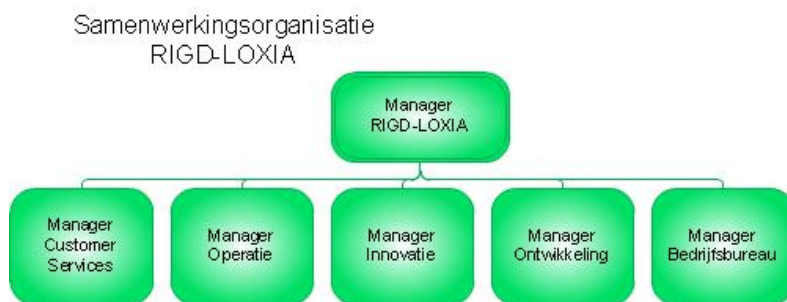 Samenwerkingsorganisatie
RIGD-LOXIA
Manager
RIGD-LOXIA
Manager
Customer
Services
Manager
Operatie
Manager
Innovatie
Manager
Ontwikkeling
Manager
Bedrijfsbureau